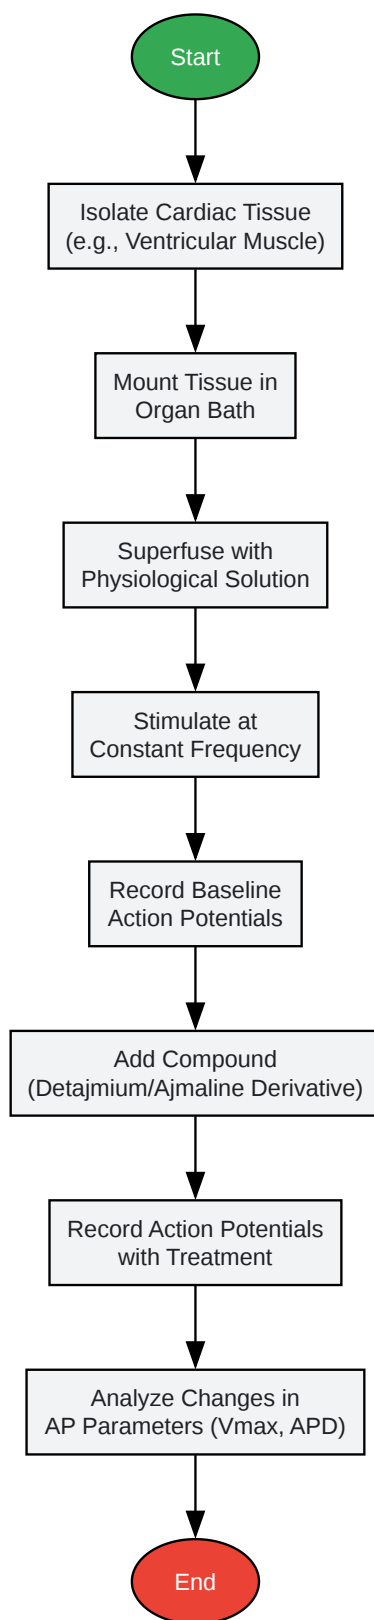 Start
Isolate Cardiac Tissue
(e.g., Ventricular Muscle)
Mount Tissue in
Organ Bath
Superfuse with
Physiological Solution
Stimulate at
Constant Frequency
Record Baseline
Action Potentials
Add Compound
(Detajmium/Ajmaline Derivative)
Record Action Potentials
with Treatment
Analyze Changes in
AP Parameters (Vmax, APD)
End